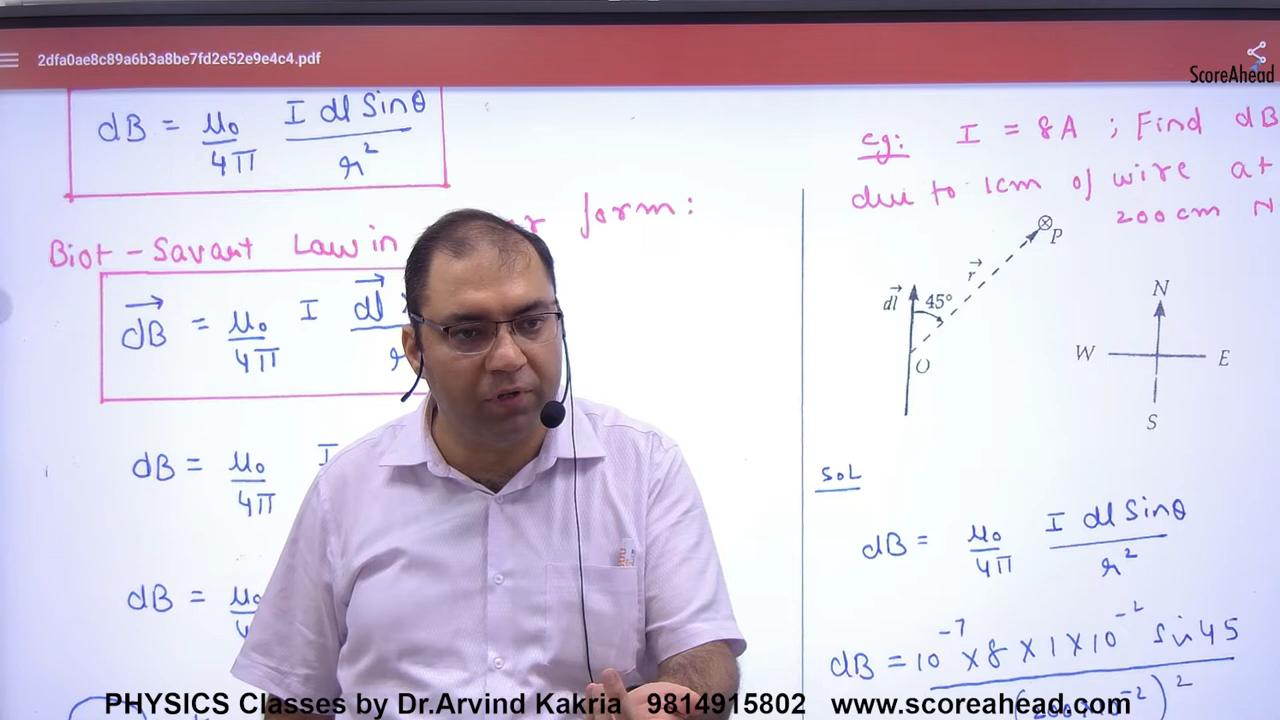 2dfa0ae8c89a6b3a8be7fd2e52e9e4c4.pdf
ScoreAhead
dB = μ₀/4π I dl Sinθ/r²
Biot-Savart Law in form:
dB⃗ = μ₀/4π I dl⃗
dB = μ₀/4π I
dB = μ₀
eg: I = 8A ; Find dB
due to 1cm of wire at
200cm N
P
r⃗
dl⃗ 45°
O
N
W E
S
SOL
dB = μ₀/4π I dl Sinθ/r²
dB = 10⁻⁷ × 8 × 1 × 10⁻² sin 45
PHYSICS Classes by Dr.Arvind Kakria 9814915802 www.scoreahead.com